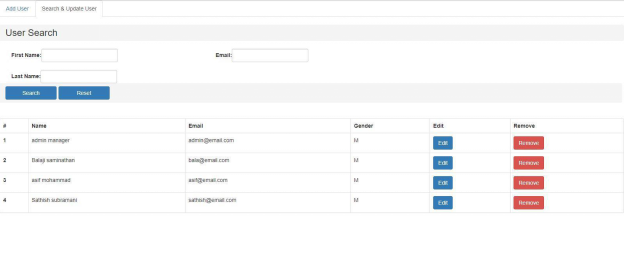 Add User Search & Update User
User Search
First Name: Email:
Last Name:
Search Reset
# Name Email Gender Edit Remove
1 admin manager admin@email.com M Edit Remove
2 Balaji saminathan bala@email.com M Edit Remove
3 asif mohammad asif@email.com M Edit Remove
4 Sathish subramani sathish@email.com M Edit Remove